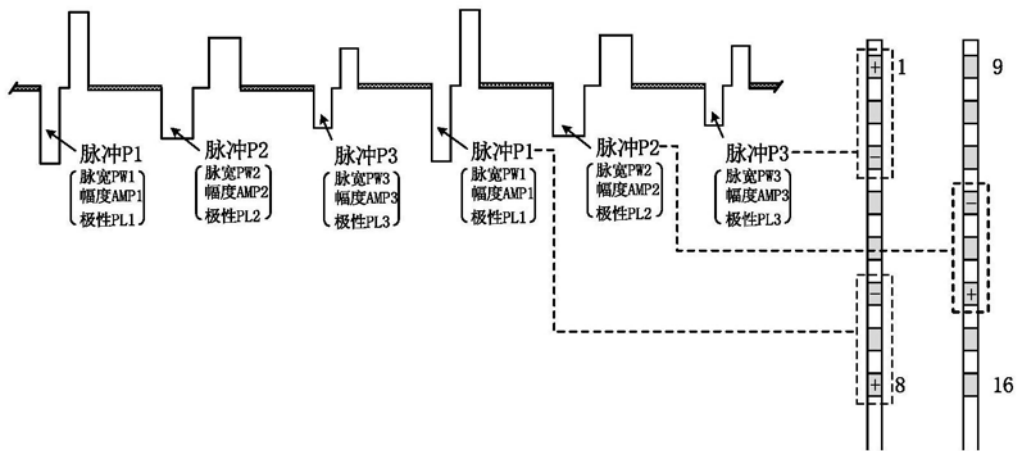 脉冲P1
脉宽PW1
幅度AMP1
极性PL1
脉冲P2
脉宽PW2
幅度AMP2
极性PL2
脉冲P3
脉宽PW3
幅度AMP3
极性PL3
脉冲P1
脉宽PW1
幅度AMP1
极性PL1
脉冲P2
脉宽PW2
幅度AMP2
极性PL2
脉冲P3
脉宽PW3
幅度AMP3
极性PL3
+ 1
−
−
+ 8
9
−
+
16